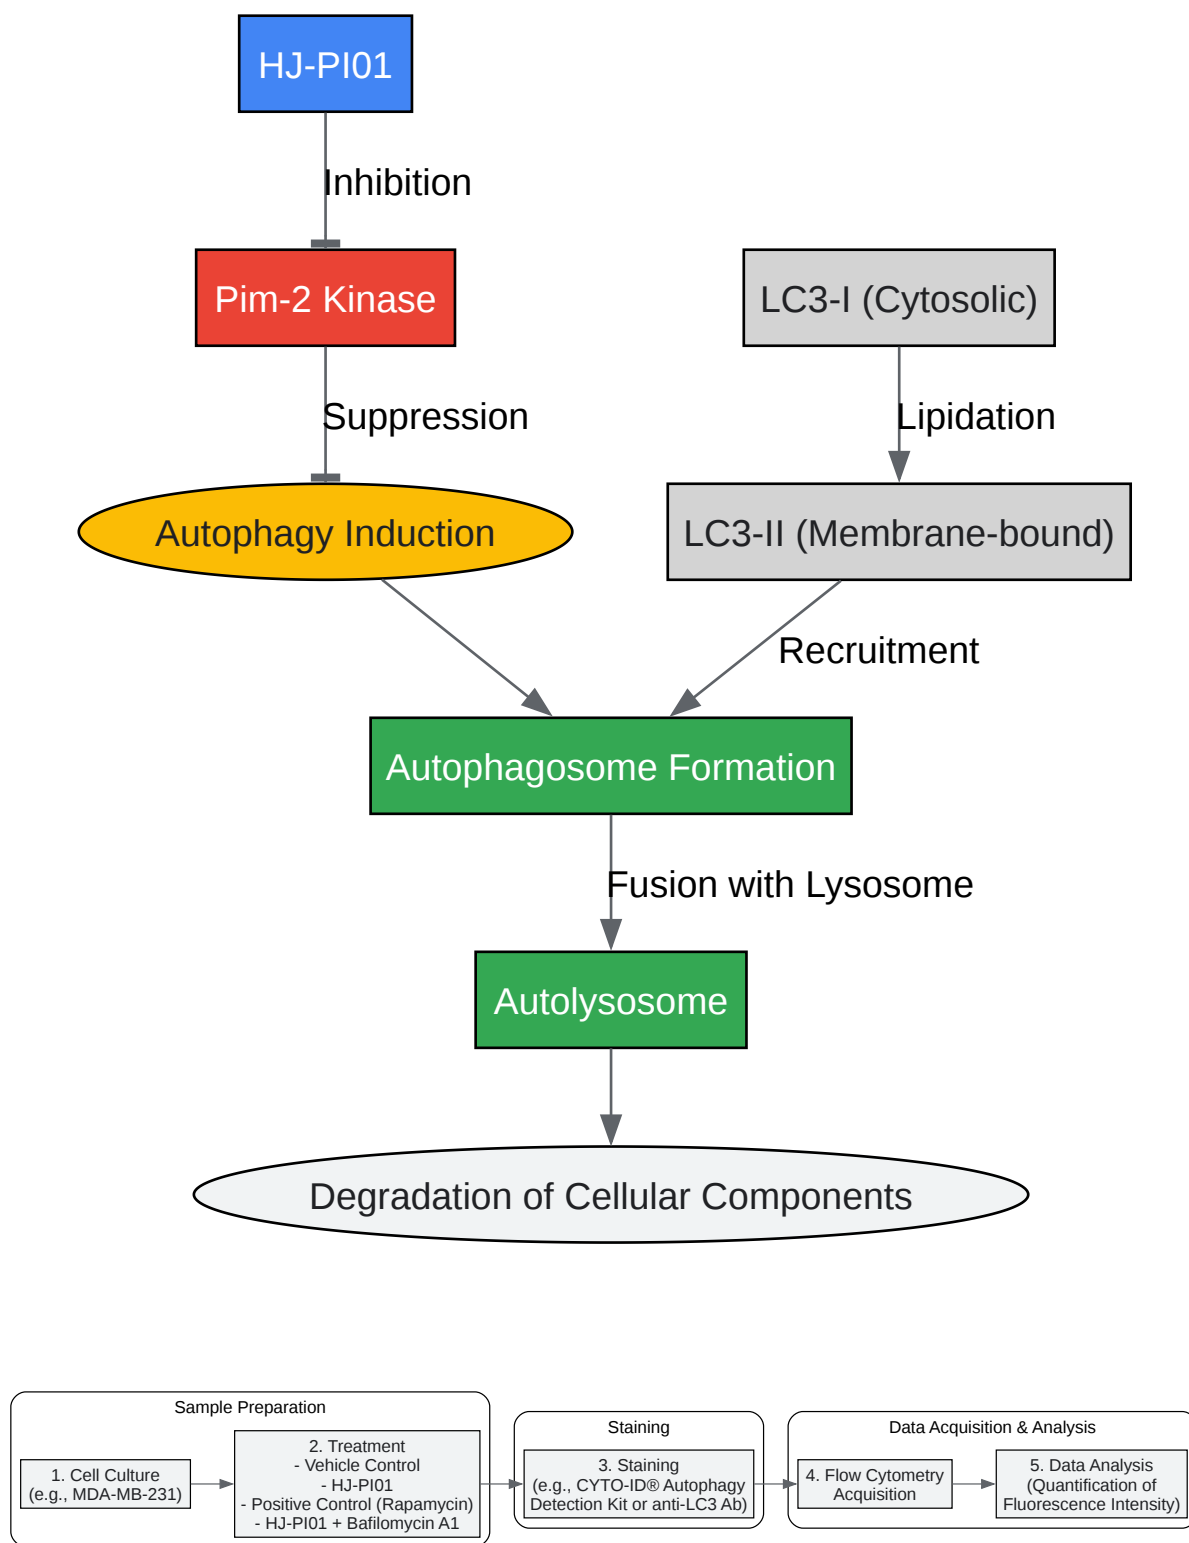 HJ-PI01
Inhibition
Pim-2 Kinase
LC3-I (Cytosolic)
Suppression
Lipidation
Autophagy Induction
LC3-II (Membrane-bound)
Recruitment
Autophagosome Formation
Fusion with Lysosome
Autolysosome
Degradation of Cellular Components
Sample Preparation
1. Cell Culture
(e.g., MDA-MB-231)
2. Treatment
- Vehicle Control
- HJ-PI01
- Positive Control (Rapamycin)
- HJ-PI01 + Bafilomycin A1
Staining
3. Staining
(e.g., CYTO-ID® Autophagy
Detection Kit or anti-LC3 Ab)
Data Acquisition & Analysis
4. Flow Cytometry
Acquisition
5. Data Analysis
(Quantification of
Fluorescence Intensity)